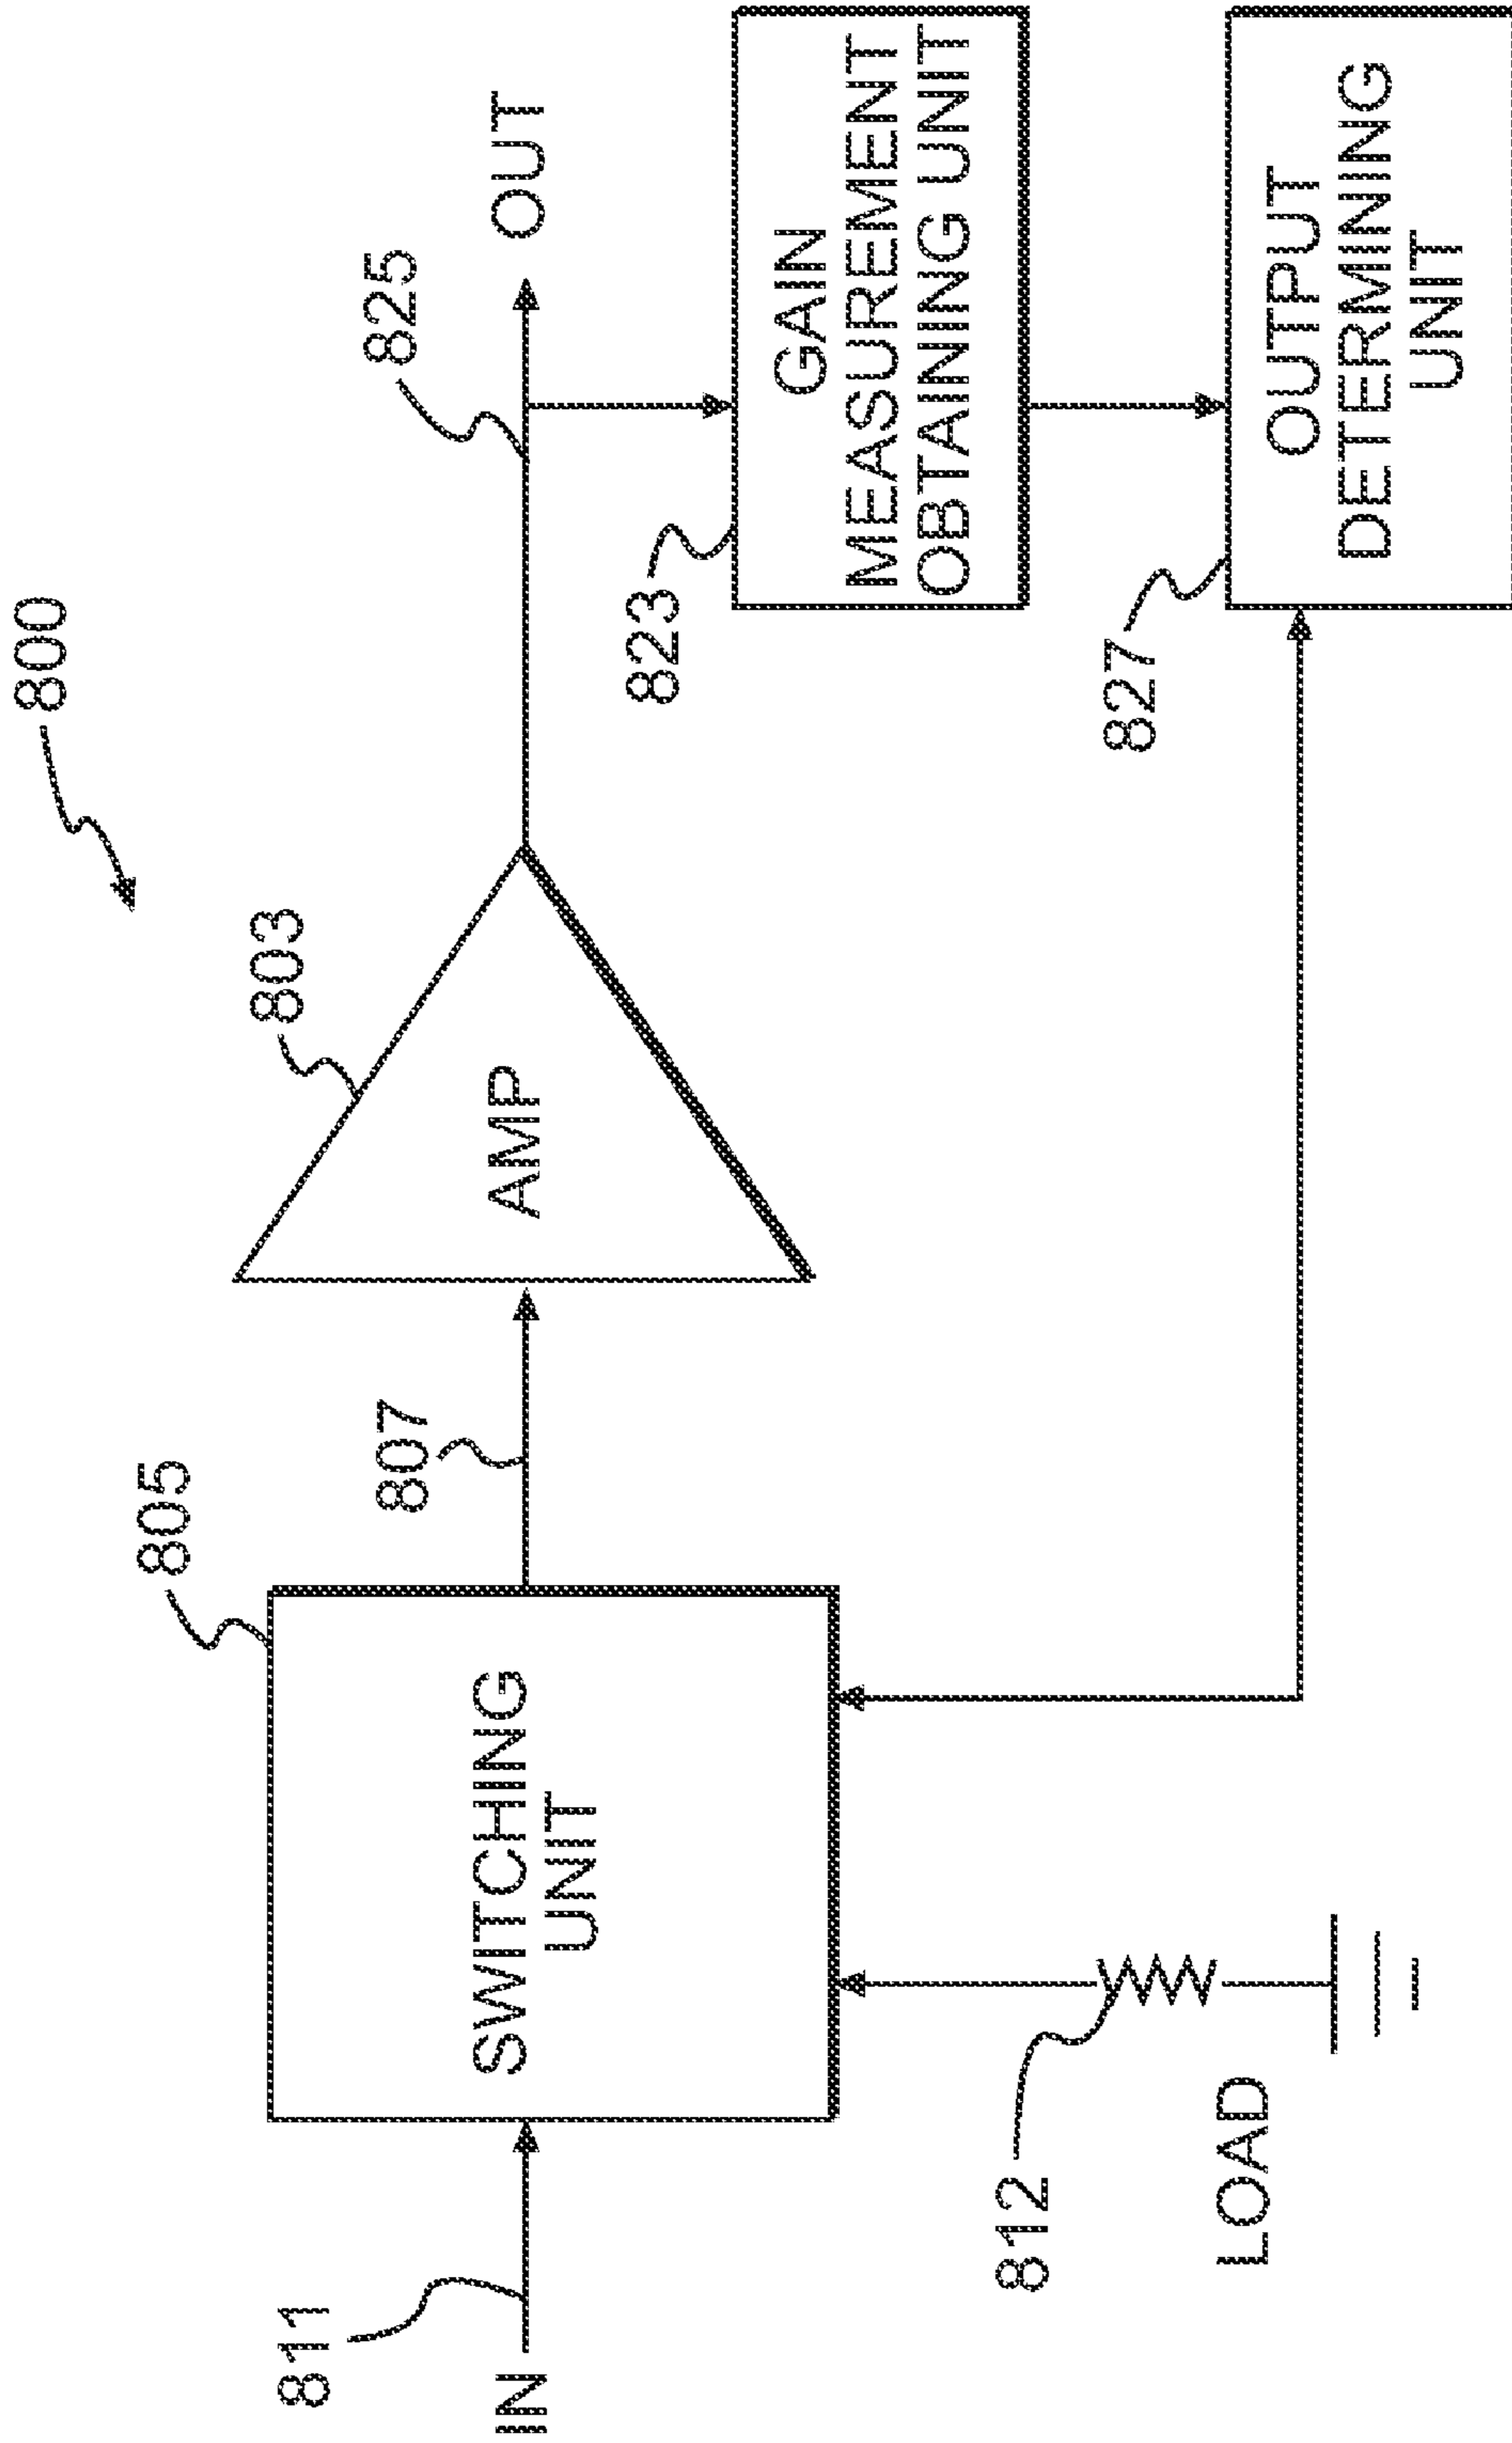 800
803
825
OUT
805
807
AMP
823
GAIN
MEASUREMENT
OBTAINING UNIT
811
IN
SWITCHING
UNIT
812
LOAD
827
OUTPUT
DETERMINING
UNIT